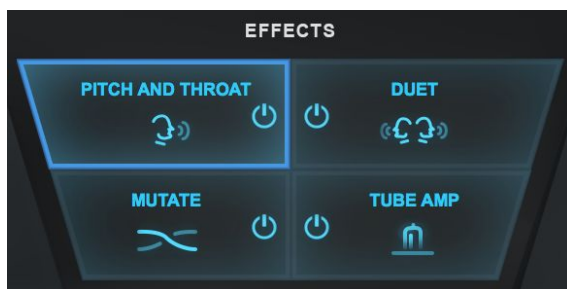 EFFECTS
PITCH AND THROAT
DUET
MUTATE
TUBE AMP